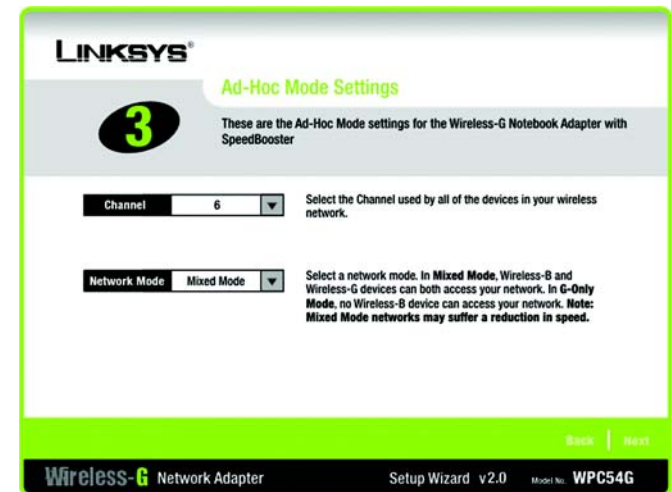 LINKSYS®
Ad-Hoc Mode Settings
3
These are the Ad-Hoc Mode settings for the Wireless-G Notebook Adapter with
SpeedBooster
Channel 6
Select the Channel used by all of the devices in your wireless
network.
Network Mode Mixed Mode
Select a network mode. In Mixed Mode, Wireless-B and
Wireless-G devices can both access your network. In G-Only
Mode, no Wireless-B device can access your network. Note:
Mixed Mode networks may suffer a reduction in speed.
Back Next
Wireless-G Network Adapter Setup Wizard v2.0 Model No. WPC54G